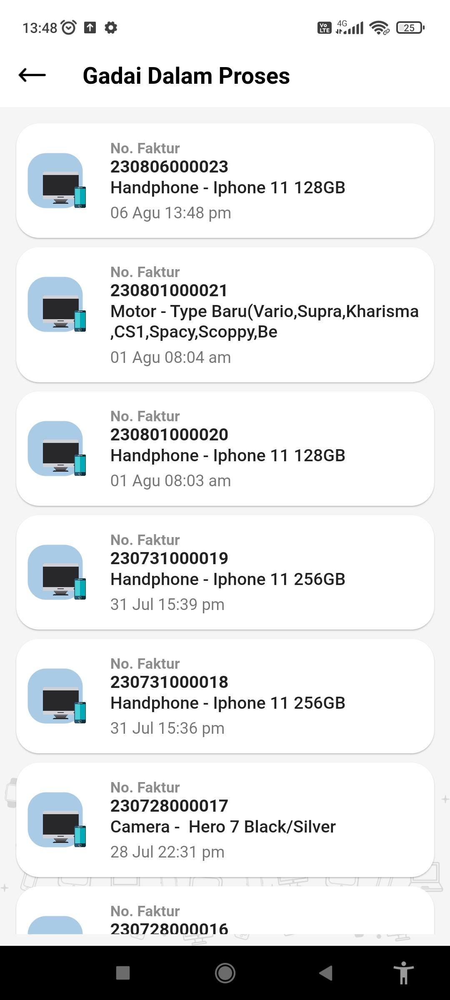 13:48
Vo LTE 4G 25
Gadai Dalam Proses
No. Faktur
230806000023
Handphone - Iphone 11 128GB
06 Agu 13:48 pm
No. Faktur
230801000021
Motor - Type Baru(Vario,Supra,Kharisma
,CS1,Spacy,Scoppy,Be
01 Agu 08:04 am
No. Faktur
230801000020
Handphone - Iphone 11 128GB
01 Agu 08:03 am
No. Faktur
230731000019
Handphone - Iphone 11 256GB
31 Jul 15:39 pm
No. Faktur
230731000018
Handphone - Iphone 11 256GB
31 Jul 15:36 pm
No. Faktur
230728000017
Camera -  Hero 7 Black/Silver
28 Jul 22:31 pm
No. Faktur
230728000016